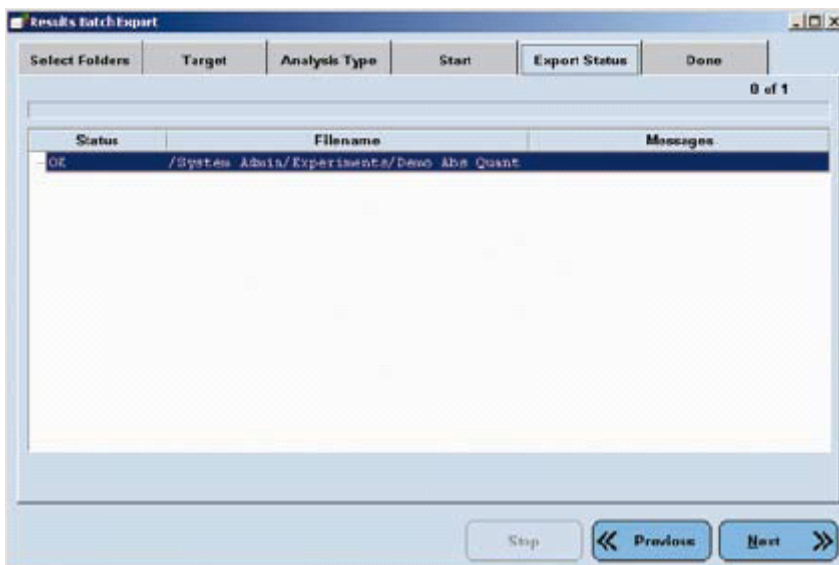 Results Batch Export
Select Folders Target Analysis Type Start Export Status Done
0 of 1
Status Filename Messages
OK /System Admin/Experiments/Demo Abs Quant
Stop Previous Next